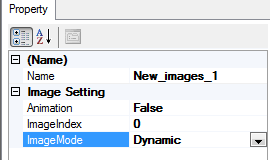 Property
A
Z
(Name)
Name New_images_1
Image Setting
Animation False
ImageIndex 0
ImageMode Dynamic